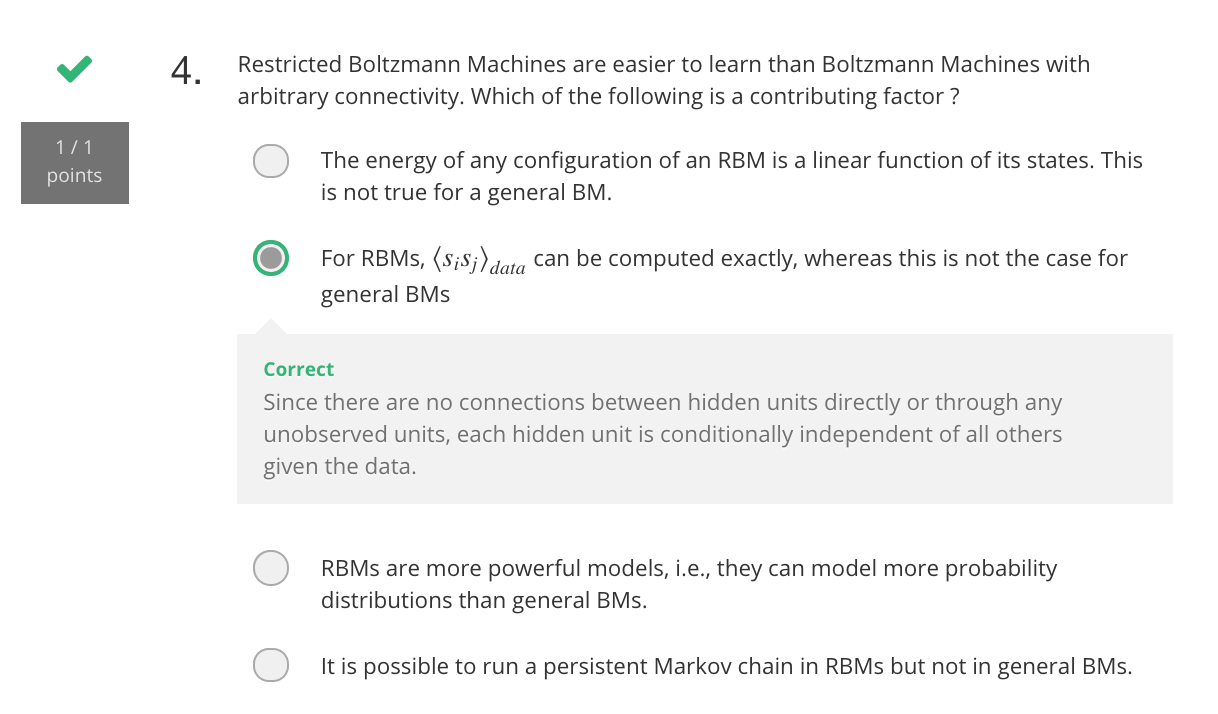 4.
Restricted Boltzmann Machines are easier to learn than Boltzmann Machines with
arbitrary connectivity. Which of the following is a contributing factor ?
1 / 1
points
The energy of any configuration of an RBM is a linear function of its states. This
is not true for a general BM.
For RBMs, ⟨s_i s_j⟩_data can be computed exactly, whereas this is not the case for
general BMs
Correct
Since there are no connections between hidden units directly or through any
unobserved units, each hidden unit is conditionally independent of all others
given the data.
RBMs are more powerful models, i.e., they can model more probability
distributions than general BMs.
It is possible to run a persistent Markov chain in RBMs but not in general BMs.